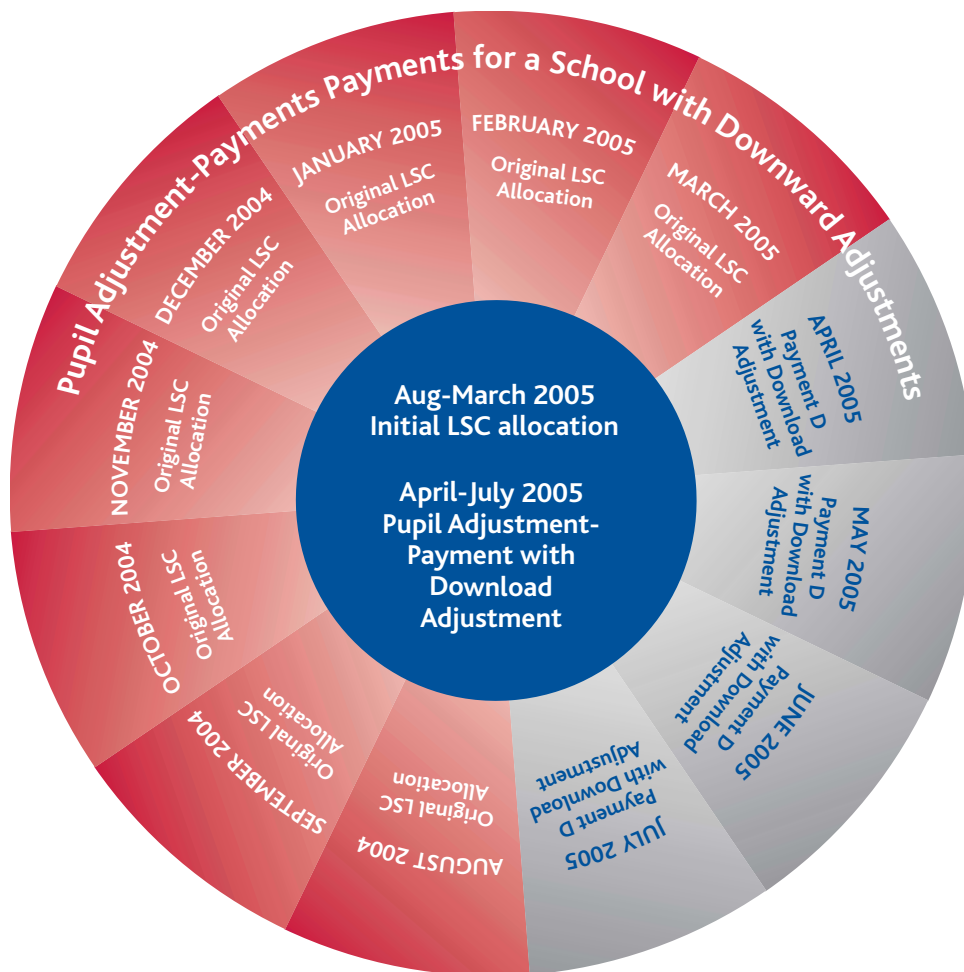 Pupil Adjustment-Payments Payments for a School with Downward Adjustments
AUGUST 2004
Original LSC
Allocation
SEPTEMBER 2004
Original LSC
Allocation
OCTOBER 2004
Original LSC
Allocation
NOVEMBER 2004
Original LSC
Allocation
DECEMBER 2004
Original LSC
Allocation
JANUARY 2005
Original LSC
Allocation
FEBRUARY 2005
Original LSC
Allocation
MARCH 2005
Original LSC
Allocation
APRIL 2005
Payment D
with Download
Adjustment
MAY 2005
Payment D
with Download
Adjustment
JUNE 2005
Payment D
with Download
Adjustment
JULY 2005
Payment D
with Download
Adjustment
Aug-March 2005
Initial LSC allocation
April-July 2005
Pupil Adjustment-
Payment with
Download
Adjustment